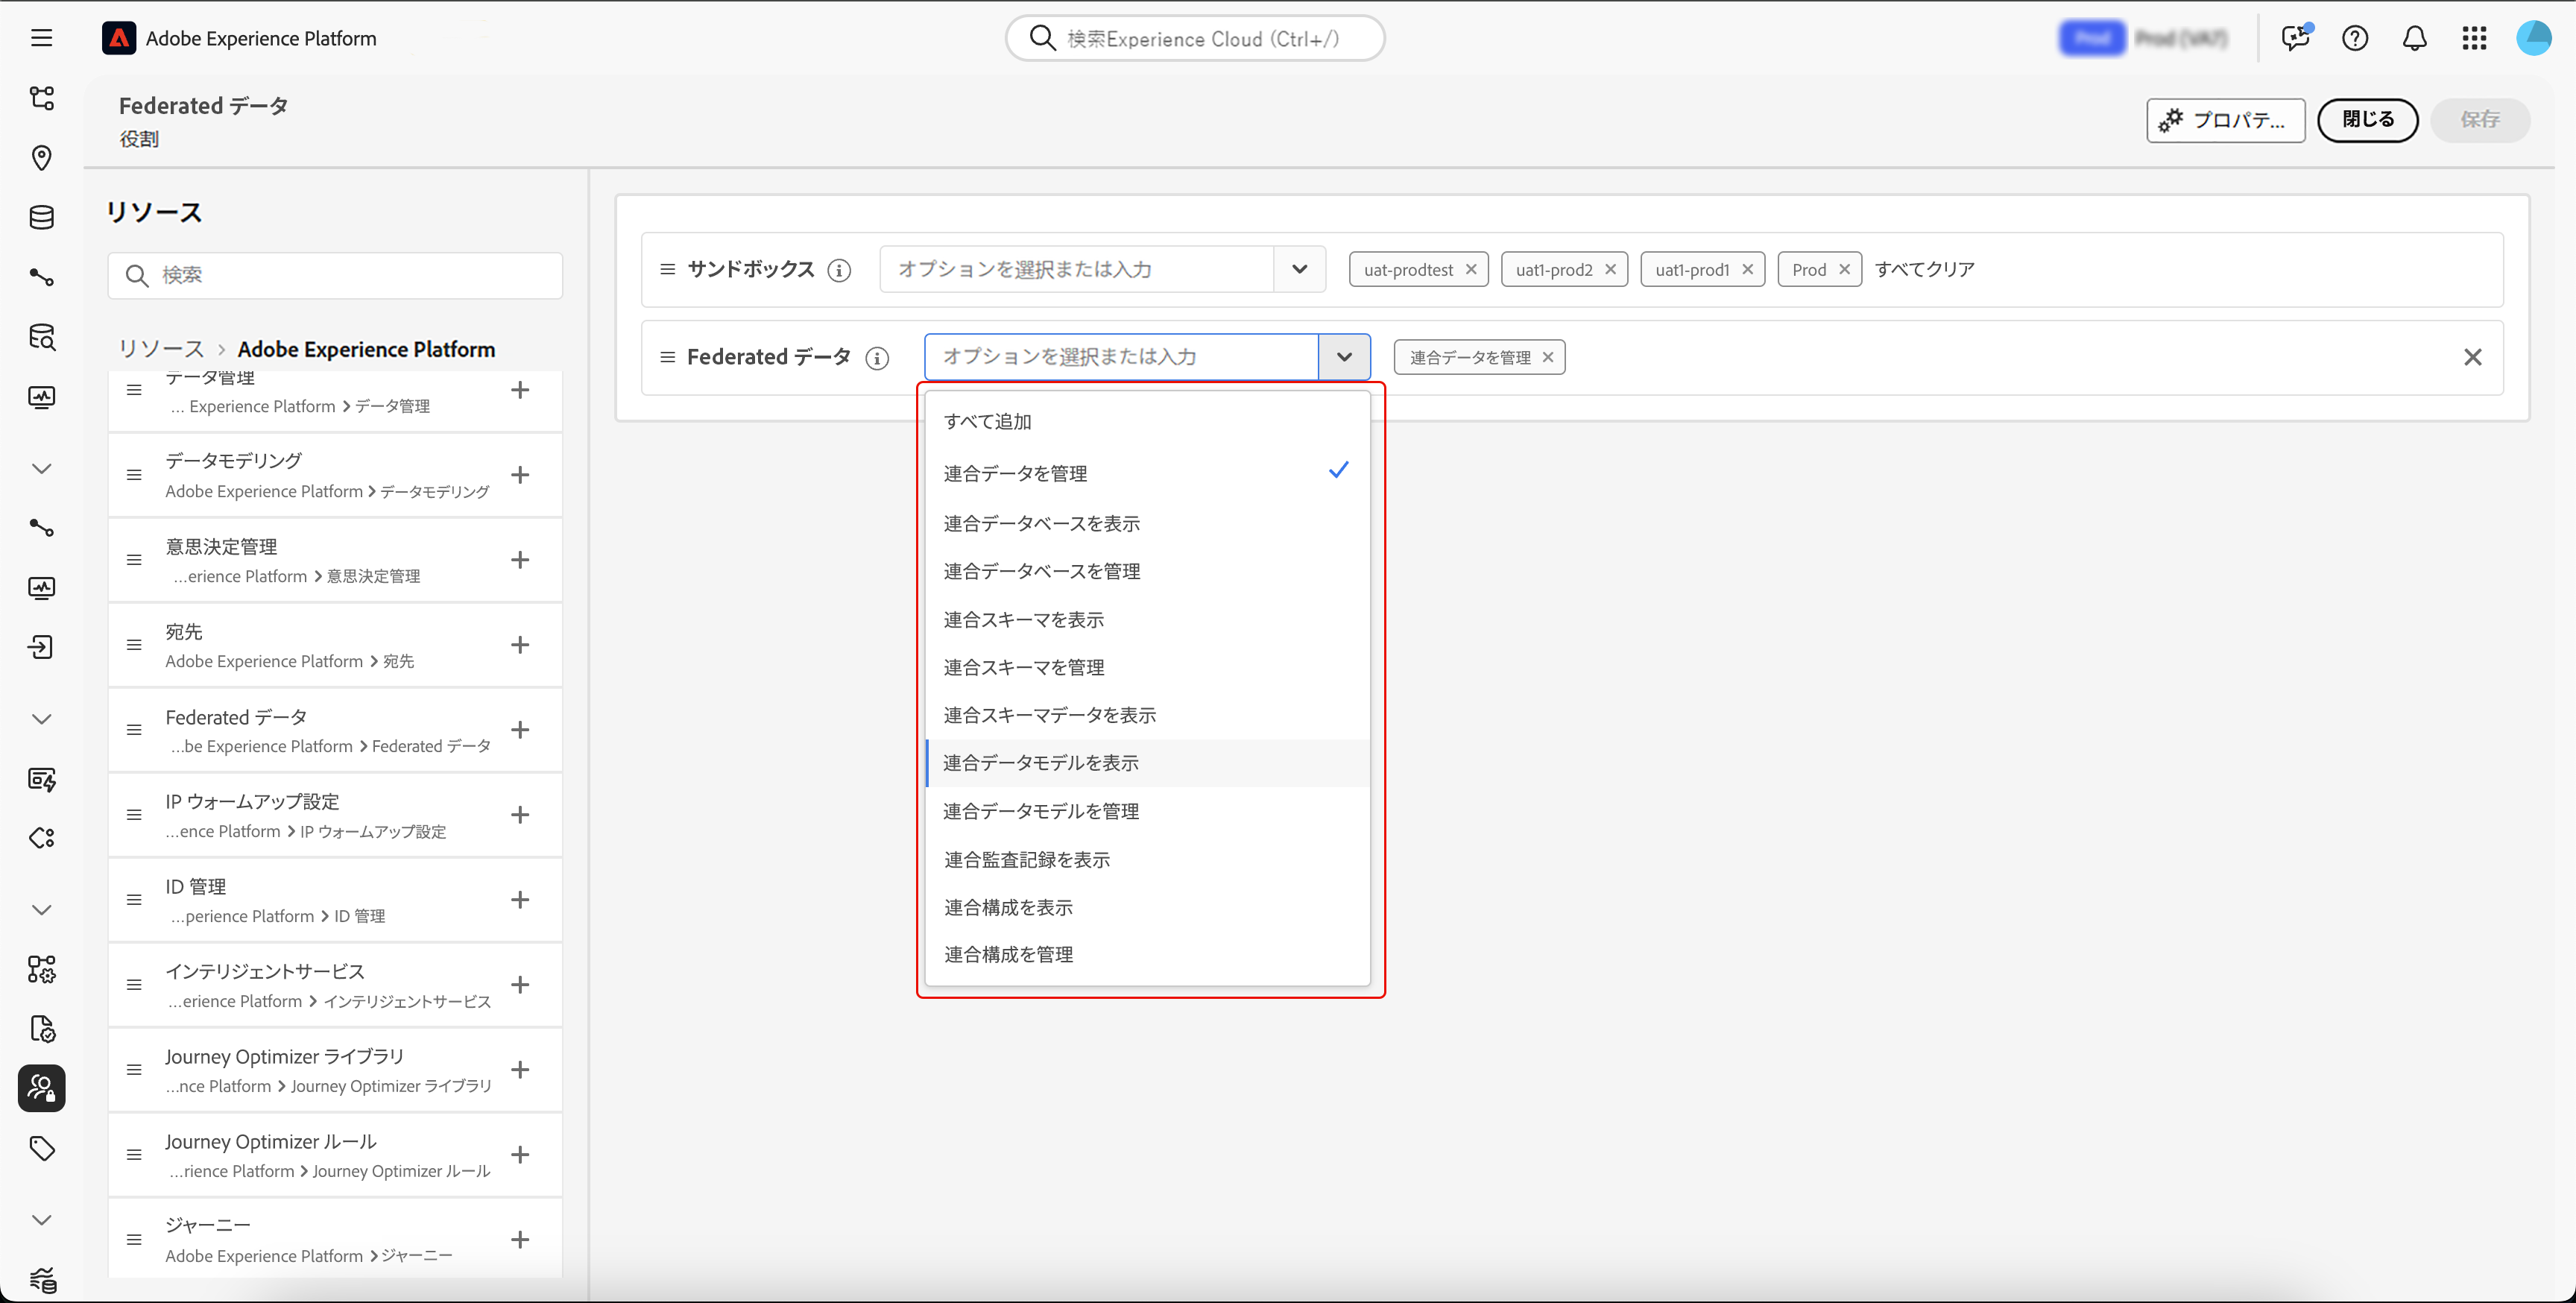 Adobe Experience Platform
検索Experience Cloud (Ctrl+/)
Prod
Federated データ
役割
プロパテ...
閉じる
保存
リソース
検索
リソース
Adobe Experience Platform
データ管理
... Experience Platform
データ管理
データモデリング
Adobe Experience Platform
データモデリング
意思決定管理
...erience Platform
意思決定管理
宛先
Adobe Experience Platform
宛先
Federated データ
...be Experience Platform
Federated データ
IP ウォームアップ設定
...ence Platform
IP ウォームアップ設定
ID 管理
...perience Platform
ID 管理
インテリジェントサービス
...erience Platform
インテリジェントサービス
Journey Optimizer ライブラリ
...nce Platform
Journey Optimizer ライブラリ
Journey Optimizer ルール
...rience Platform
Journey Optimizer ルール
ジャーニー
Adobe Experience Platform
ジャーニー
サンドボックス
オプションを選択または入力
uat-prodtest
uat1-prod2
uat1-prod1
Prod
すべてクリア
Federated データ
オプションを選択または入力
連合データを管理
すべて追加
連合データを管理
連合データベースを表示
連合データベースを管理
連合スキーマを表示
連合スキーマを管理
連合スキーマデータを表示
連合データモデルを表示
連合データモデルを管理
連合監査記録を表示
連合構成を表示
連合構成を管理